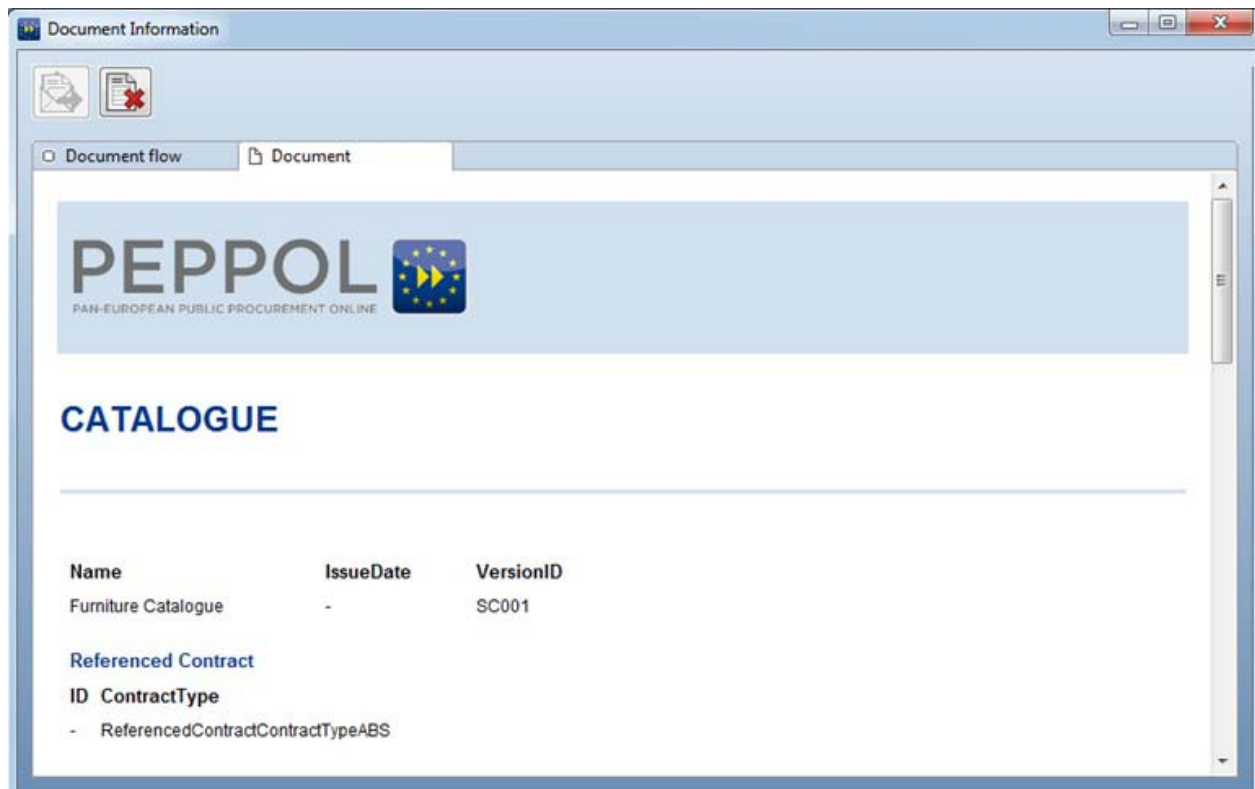 Document Information
Document flow
Document
PEPPOL
PAN-EUROPEAN PUBLIC PROCUREMENT ONLINE
CATALOGUE
Name IssueDate VersionID
Furniture Catalogue - SC001
Referenced Contract
ID ContractType
- ReferencedContractContractTypeABS